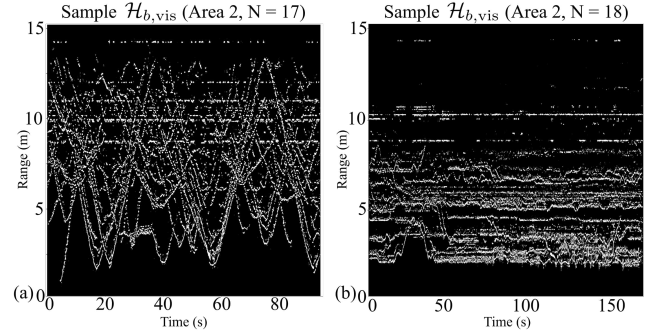 Sample ℋb,vis (Area 2, N = 17)
15
10
5
0
Range (m)
(a)
0 20 40 60 80
Time (s)
Sample ℋb,vis (Area 2, N = 18)
15
10
5
0
Range (m)
(b)
0 50 100 150
Time (s)